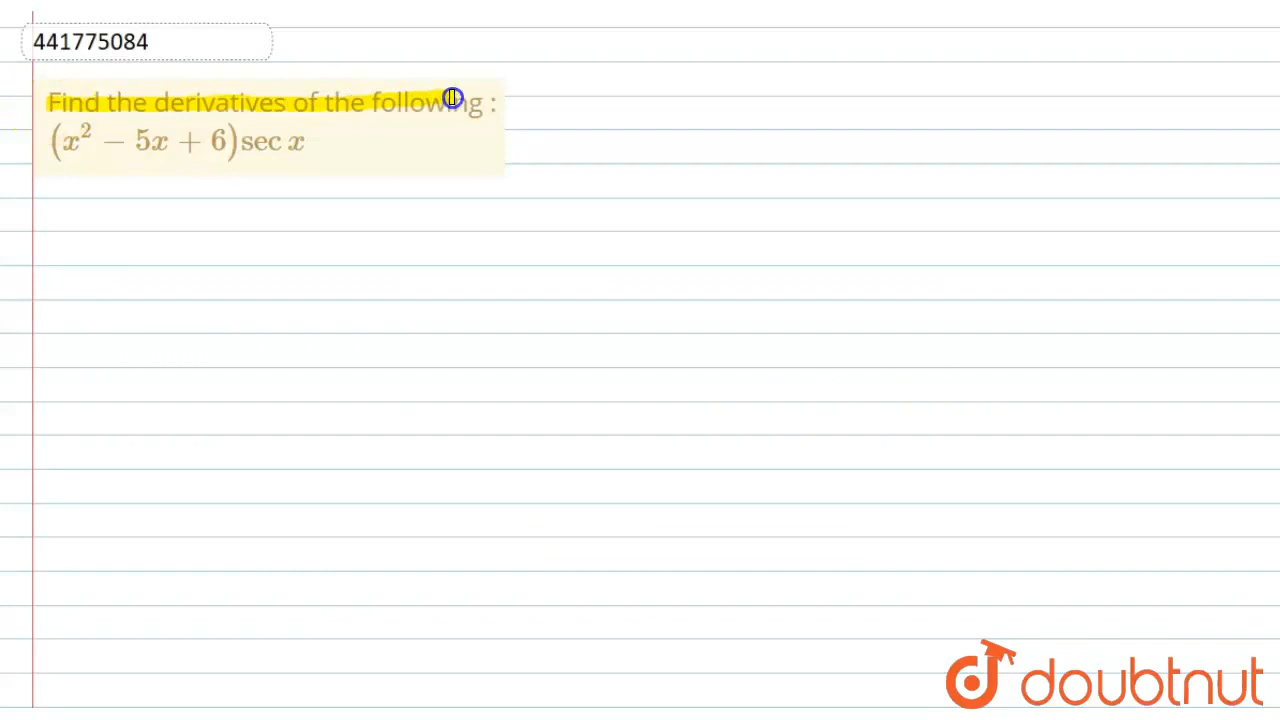 441775084
Find the derivatives of the following :
(x² − 5x + 6)sec x
doubtnut